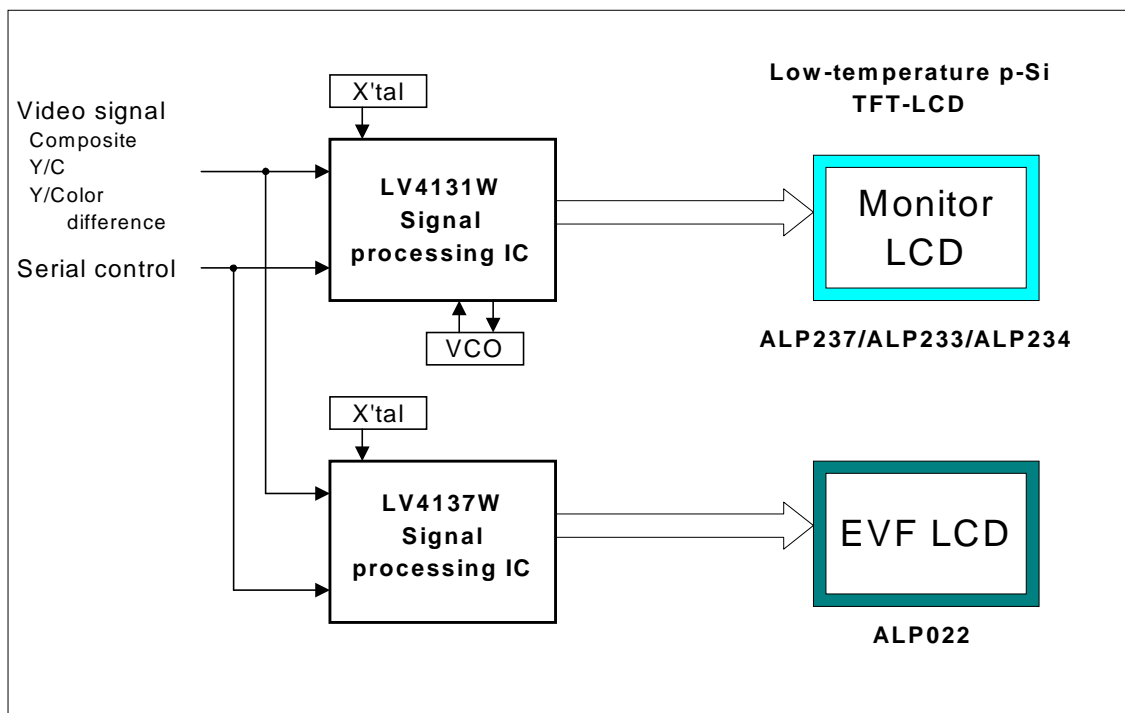 Low-temperature p-Si
TFT-LCD
X'tal
Video signal
Composite
Y/C
Y/Color
difference
Serial control
LV4131W
Signal
processing IC
VCO
Monitor
LCD
ALP237/ALP233/ALP234
X'tal
LV4137W
Signal
processing IC
EVF LCD
ALP022